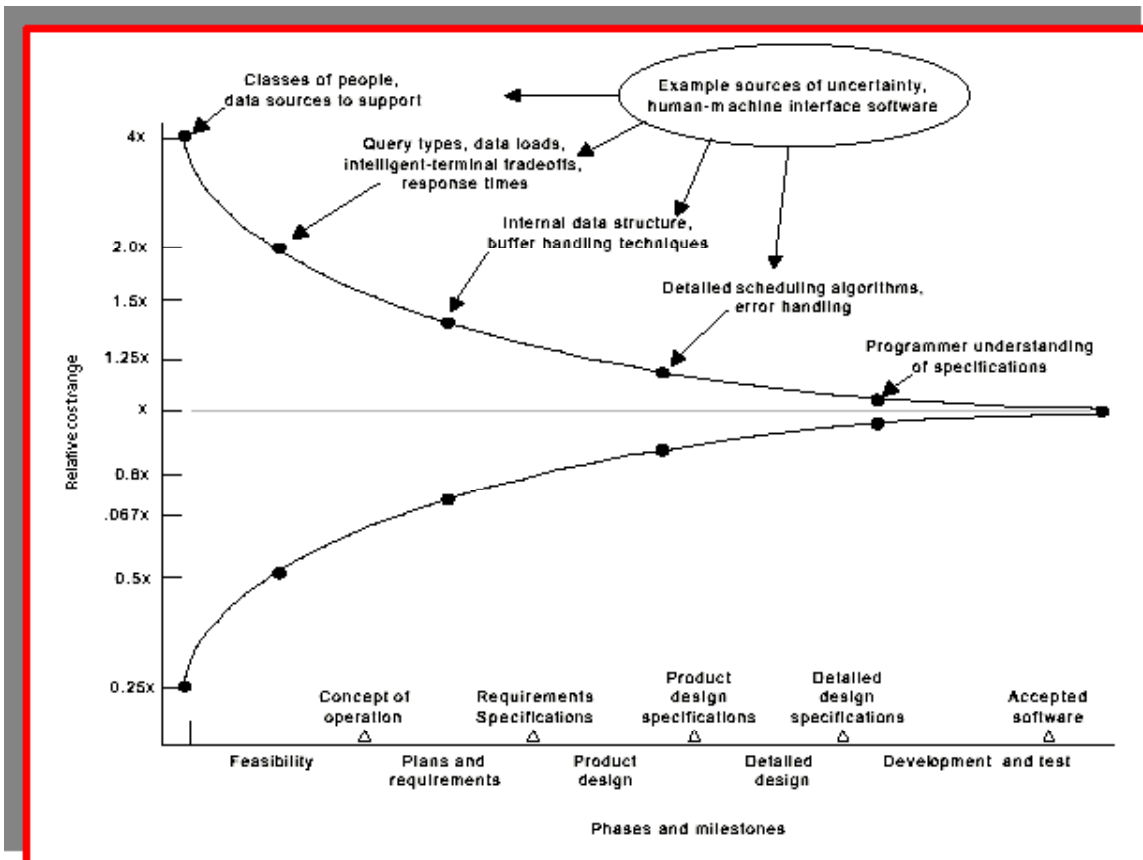 Classes of people,
data sources to support
Example sources of uncertainty,
human-machine interface software
4x
Query types, data loads,
intelligent-terminal tradeoffs,
response times
Internal data structure,
buffer handling techniques
2.0x
1.5x
Detailed scheduling algorithms,
error handling
1.25x
Programmer understanding
of specifications
x
Relative costrange
0.8x
.067x
0.5x
0.25x
Concept of
operation
Requirements
Specifications
Product
design
specifications
Detailed
design
specifications
Accepted
software
Feasibility
Plans and
requirements
Product
design
Detailed
design
Development and test
Phases and milestones